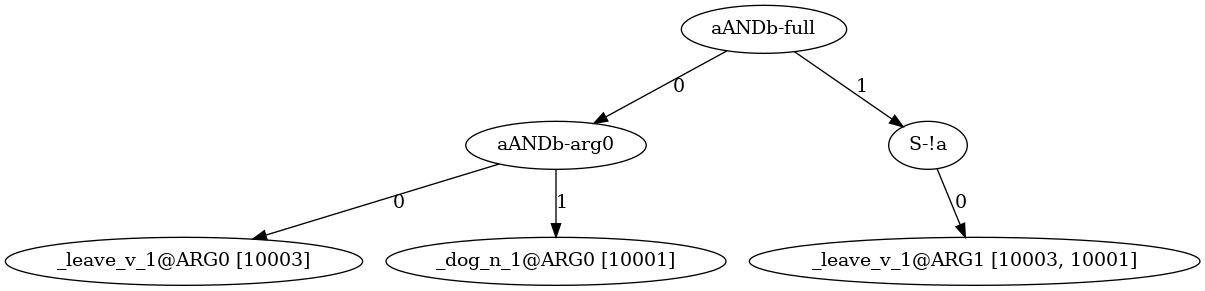 aANDb-full
0
1
aANDb-arg0
S-!a
0
1
0
_leave_v_1@ARG0 [10003]
_dog_n_1@ARG0 [10001]
_leave_v_1@ARG1 [10003, 10001]